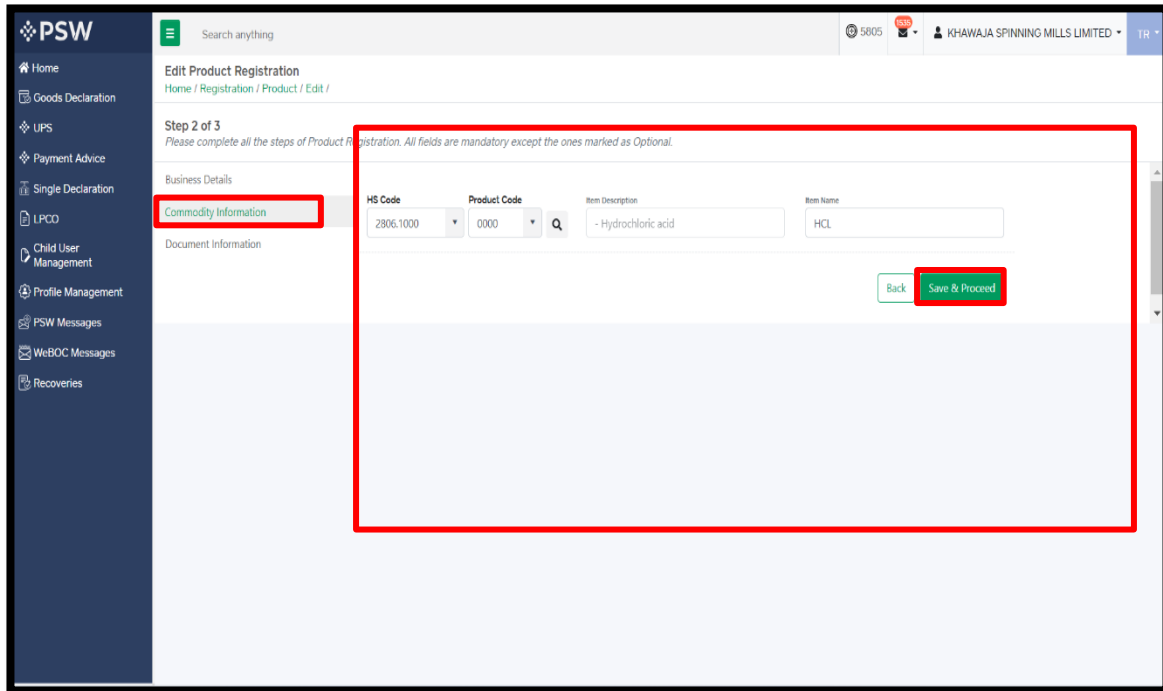 PSW
Search anything
5805
1535
KHAWAJA SPINNING MILLS LIMITED
TR
Home
Goods Declaration
UPS
Payment Advice
Single Declaration
LPCO
Child User
Management
Profile Management
PSW Messages
WeBOC Messages
Recoveries
Edit Product Registration
Home / Registration / Product / Edit /
Step 2 of 3
Please complete all the steps of Product Registration. All fields are mandatory except the ones marked as Optional.
Business Details
Commodity Information
Document Information
HS Code Product Code Item Description Item Name
2806.1000 0000 - Hydrochloric acid HCL
Back Save & Proceed